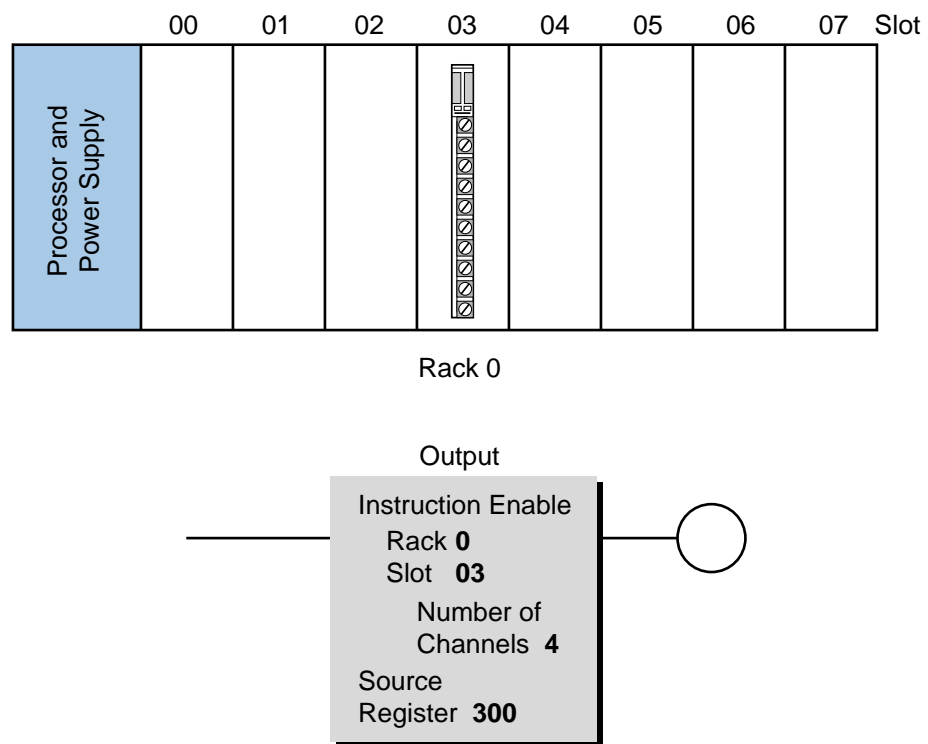 00 01 02 03 04 05 06 07 Slot
Processor and
Power Supply
Rack 0
Output
Instruction Enable
Rack 0
Slot 03
Number of
Channels 4
Source
Register 300